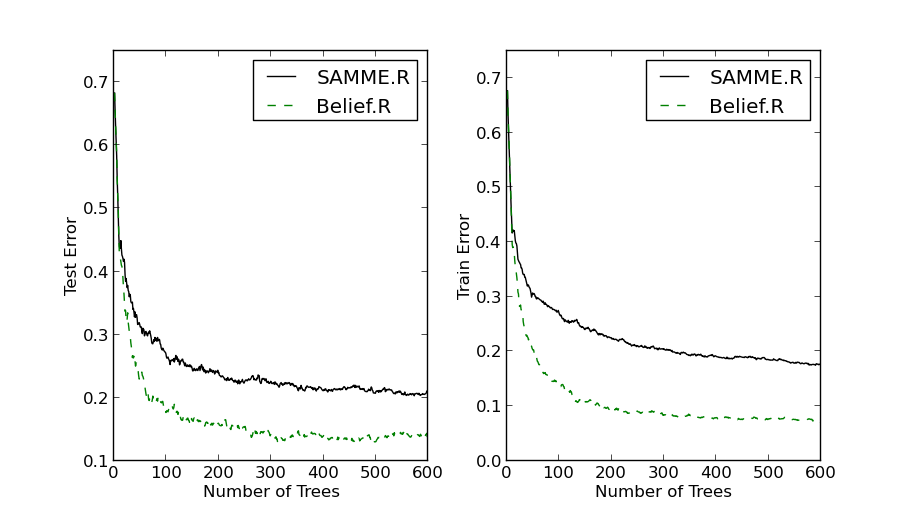 0.7
0.6
0.5
0.4
0.3
0.2
0.1
Test Error
0 100 200 300 400 500 600
Number of Trees
SAMME.R
Belief.R
0.7
0.6
0.5
0.4
0.3
0.2
0.1
0.0
Train Error
0 100 200 300 400 500 600
Number of Trees
SAMME.R
Belief.R